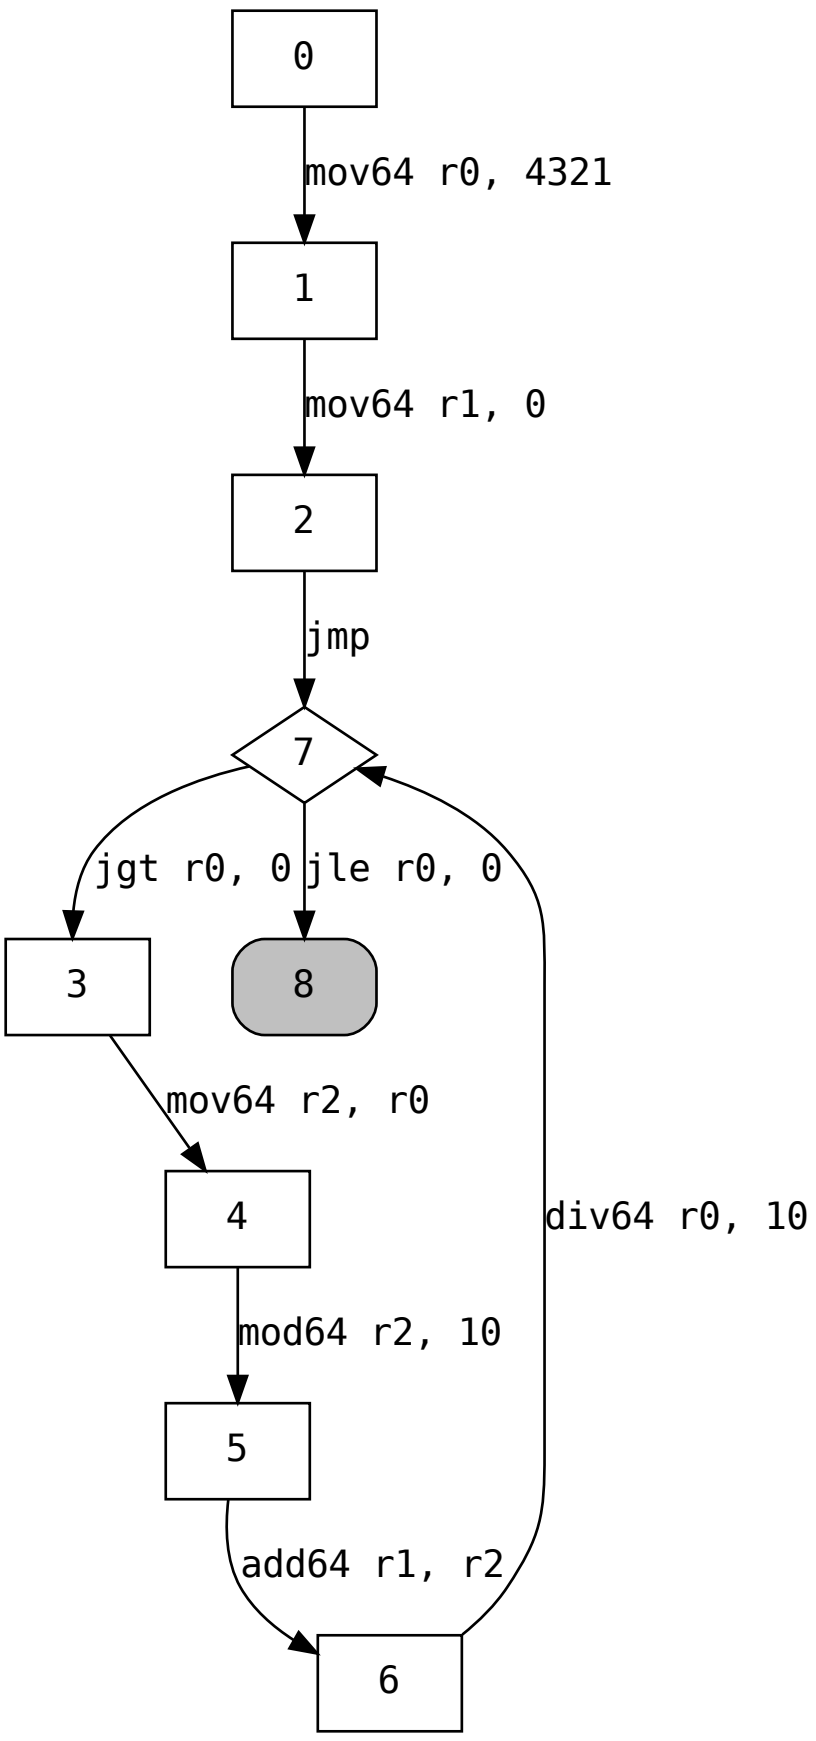 0
mov64 r0, 4321
1
mov64 r1, 0
2
jmp
7
jgt r0, 0
jle r0, 0
3
8
mov64 r2, r0
4
div64 r0, 10
mod64 r2, 10
5
add64 r1, r2
6